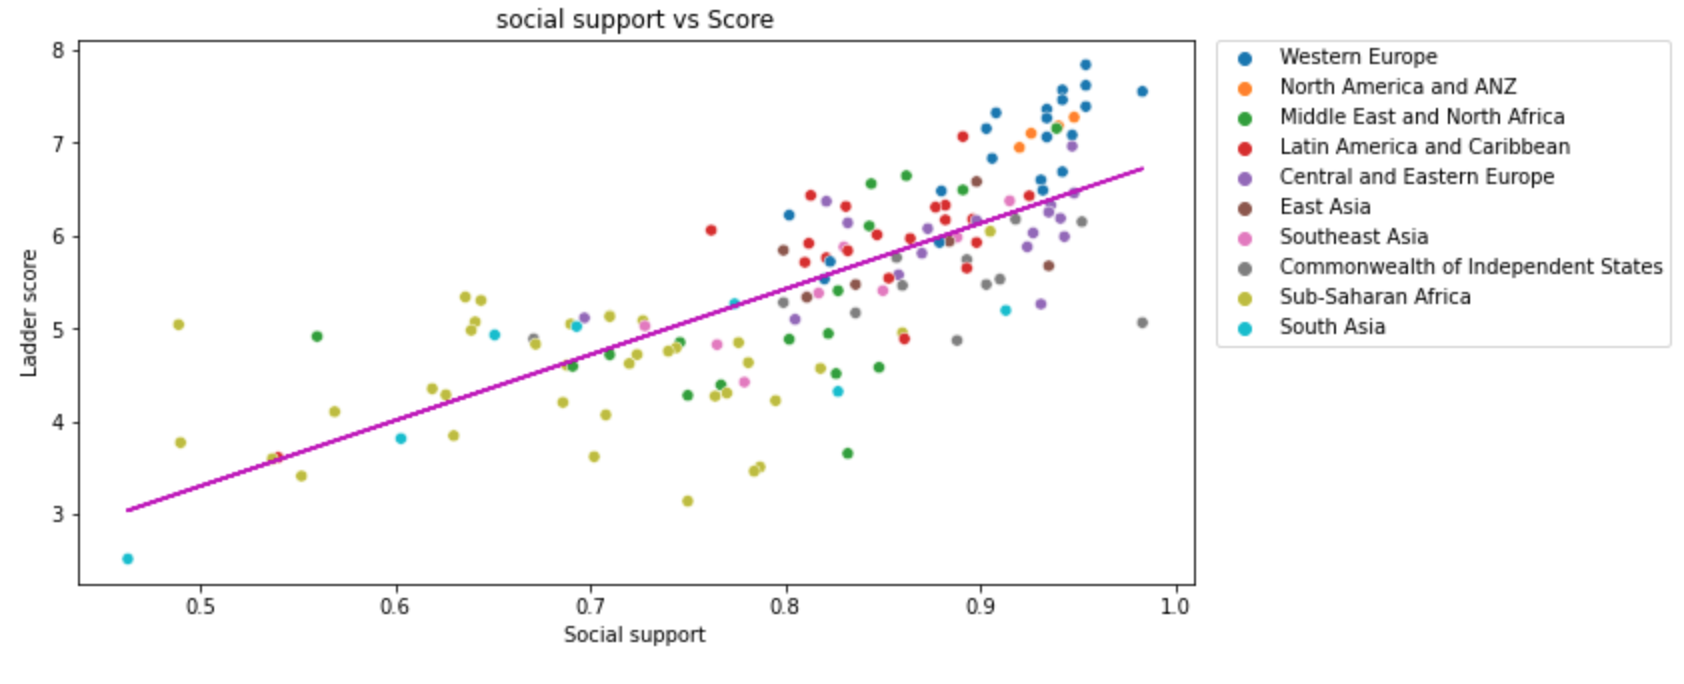 social support vs Score
8
7
6
5
4
3
Ladder score
0.5 0.6 0.7 0.8 0.9 1.0
Social support
Western Europe
North America and ANZ
Middle East and North Africa
Latin America and Caribbean
Central and Eastern Europe
East Asia
Southeast Asia
Commonwealth of Independent States
Sub-Saharan Africa
South Asia